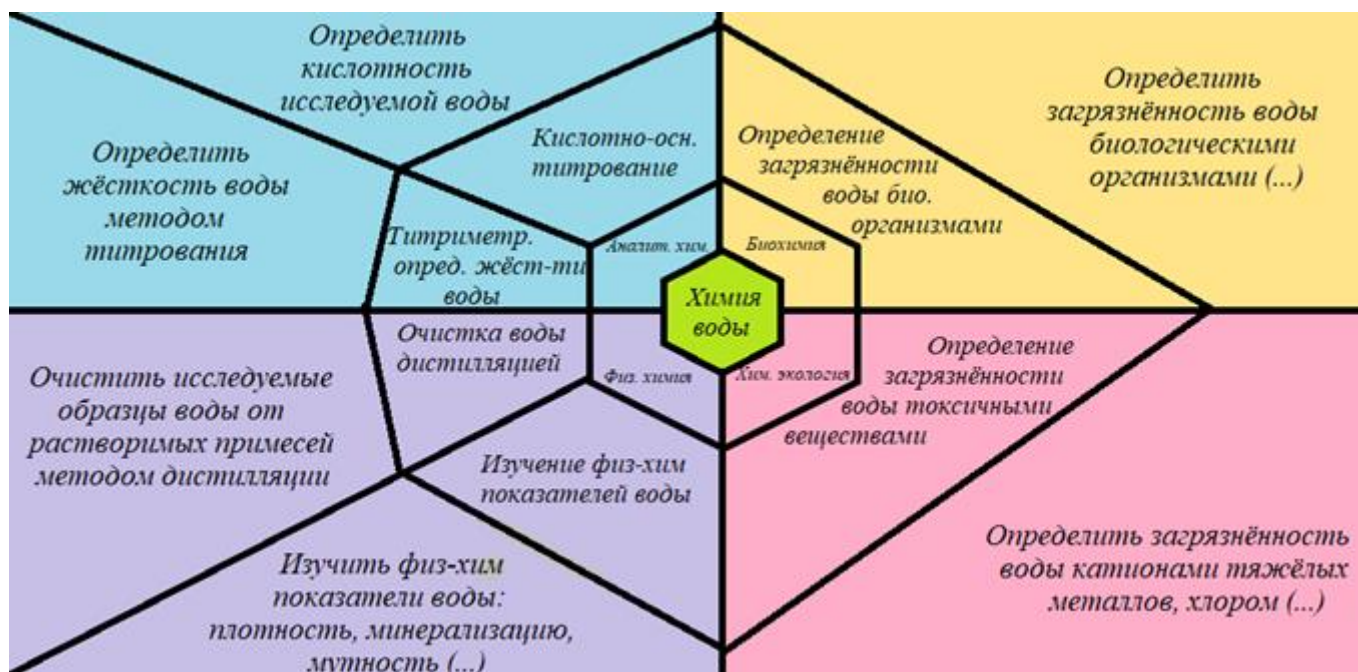 Определить
кислотность
исследуемой воды
Определить
жёсткость воды
методом
титрования
Кислотно-осн.
титрование
Титриметр.
опред. жёст-ти
воды
Аналит. хим.
Определить
загрязнённость воды
биологическими
организмами (...)
Определение
загрязнённости
воды био.
организмами
Биохимия
Химия
воды
Очистка воды
дистилляцией
Физ. химия
Очистить исследуемые
образцы воды от
растворимых примесей
методом дистилляции
Изучение физ-хим
показателей воды
Изучить физ-хим
показатели воды:
плотность, минерализацию,
мутность (...)
Хим. экология
Определение
загрязнённости
воды токсичными
веществами
Определить загрязнённость
воды катионами тяжёлых
металлов, хлором (...)